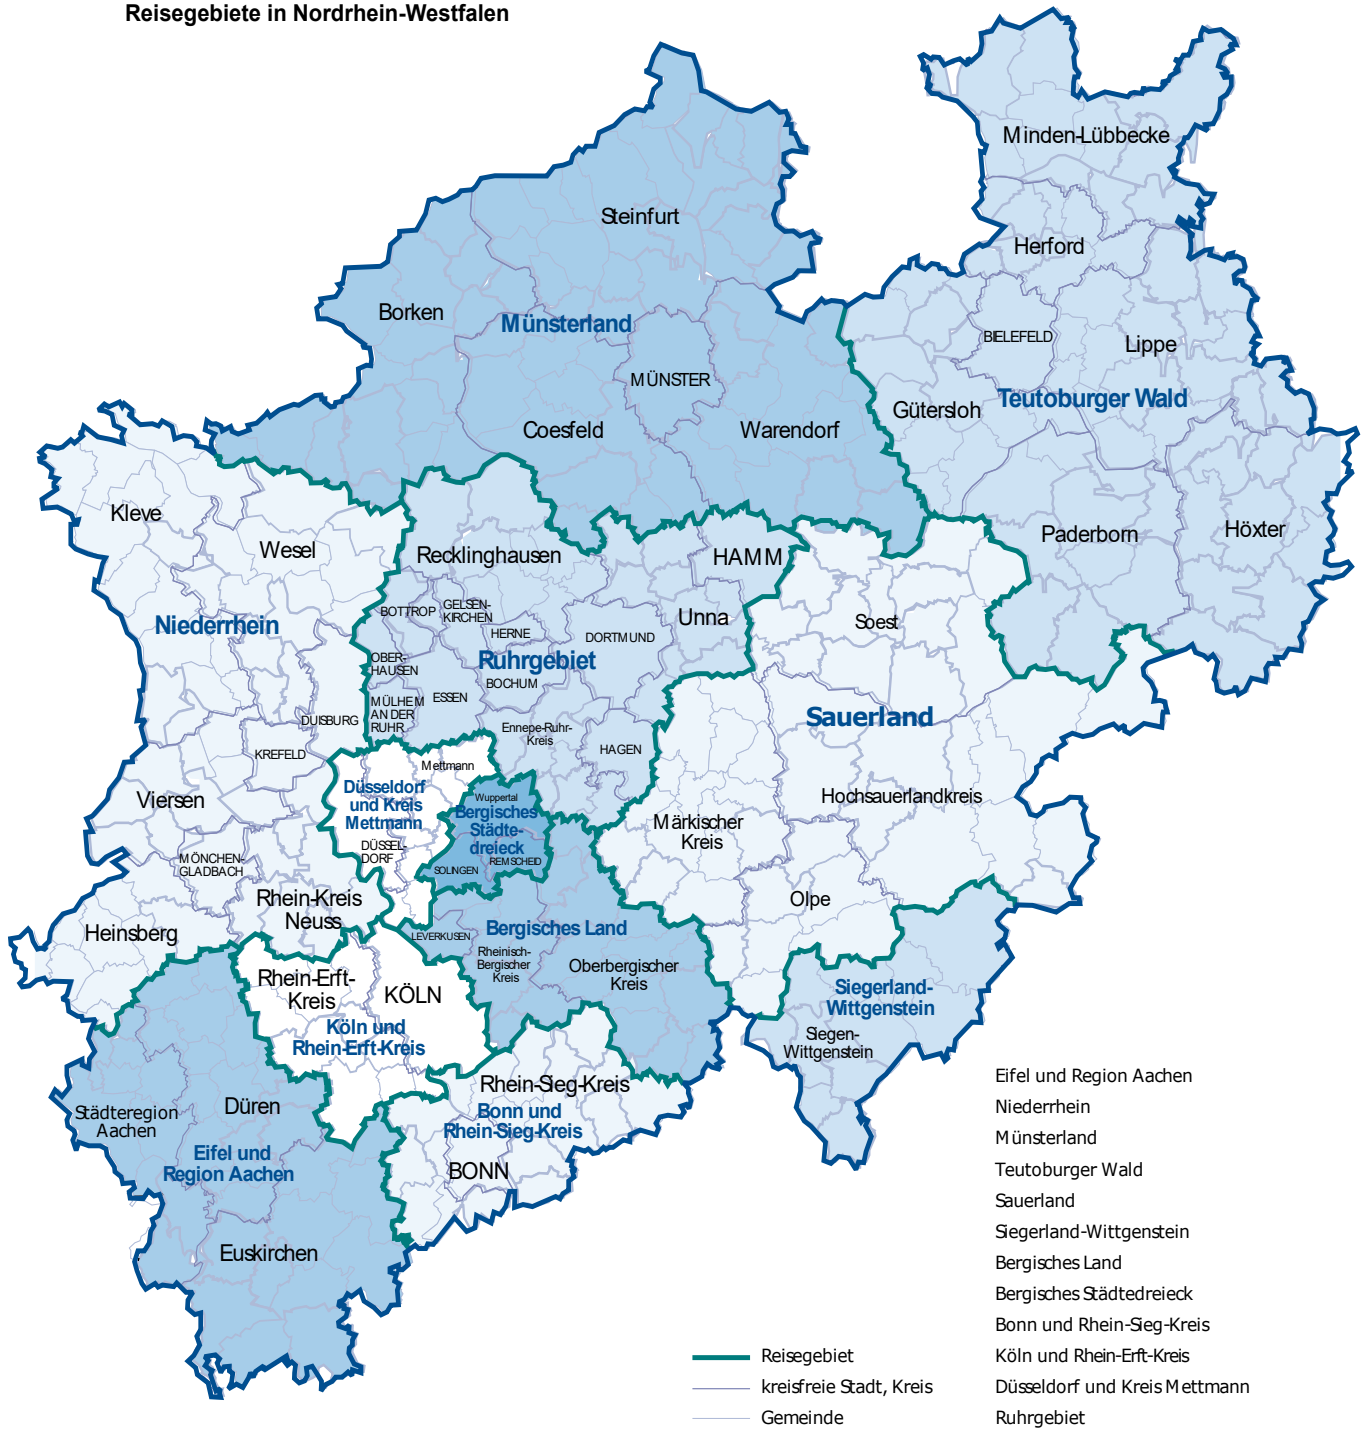 Reisegebiete in Nordrhein-Westfalen
Minden-Lübbecke
Steinfurt
Herford
Borken
Münsterland
BIELEFELD
Lippe
MÜNSTER
Teutoburger Wald
Gütersloh
Coesfeld
Warendorf
Kleve
Wesel
Paderborn
Höxter
Recklinghausen
HAMM
BOTTROP
GELSEN-
KIRCHEN
Niederrhein
HERNE
DORTMUND
Unna
Soest
OBER-
HAUSEN
Ruhrgebiet
BOCHUM
MÜLHEIM
AN DER
RUHR
ESSEN
Sauerland
DUISBURG
Ennepe-Ruhr-
Kreis
HAGEN
KREFELD
Mettmann
Düsseldorf
und Kreis
Mettmann
Wuppertal
Viersen
Bergisches
Städte-
dreieck
Hochsauerlandkreis
Märkischer
Kreis
DÜSSEL-
DORF
MÖNCHEN-
GLADBACH
SOLINGEN
REMSCHEID
Rhein-Kreis
Neuss
Olpe
Heinsberg
LEVERKUSEN
Bergisches Land
Rheinisch-
Bergischer
Kreis
Oberbergischer
Kreis
Rhein-Erft-
Kreis
KÖLN
Siegerland-
Wittgenstein
Köln und
Rhein-Erft-Kreis
Siegen-
Wittgenstein
Rhein-Sieg-Kreis
Städteregion
Aachen
Düren
Bonn und
Rhein-Sieg-Kreis
Eifel und
Region Aachen
BONN
Euskirchen
Eifel und Region Aachen
Niederrhein
Münsterland
Teutoburger Wald
Sauerland
Siegerland-Wittgenstein
Bergisches Land
Bergisches Städtedreieck
Bonn und Rhein-Sieg-Kreis
Köln und Rhein-Erft-Kreis
Düsseldorf und Kreis Mettmann
Ruhrgebiet
Reisegebiet
kreisfreie Stadt, Kreis
Gemeinde